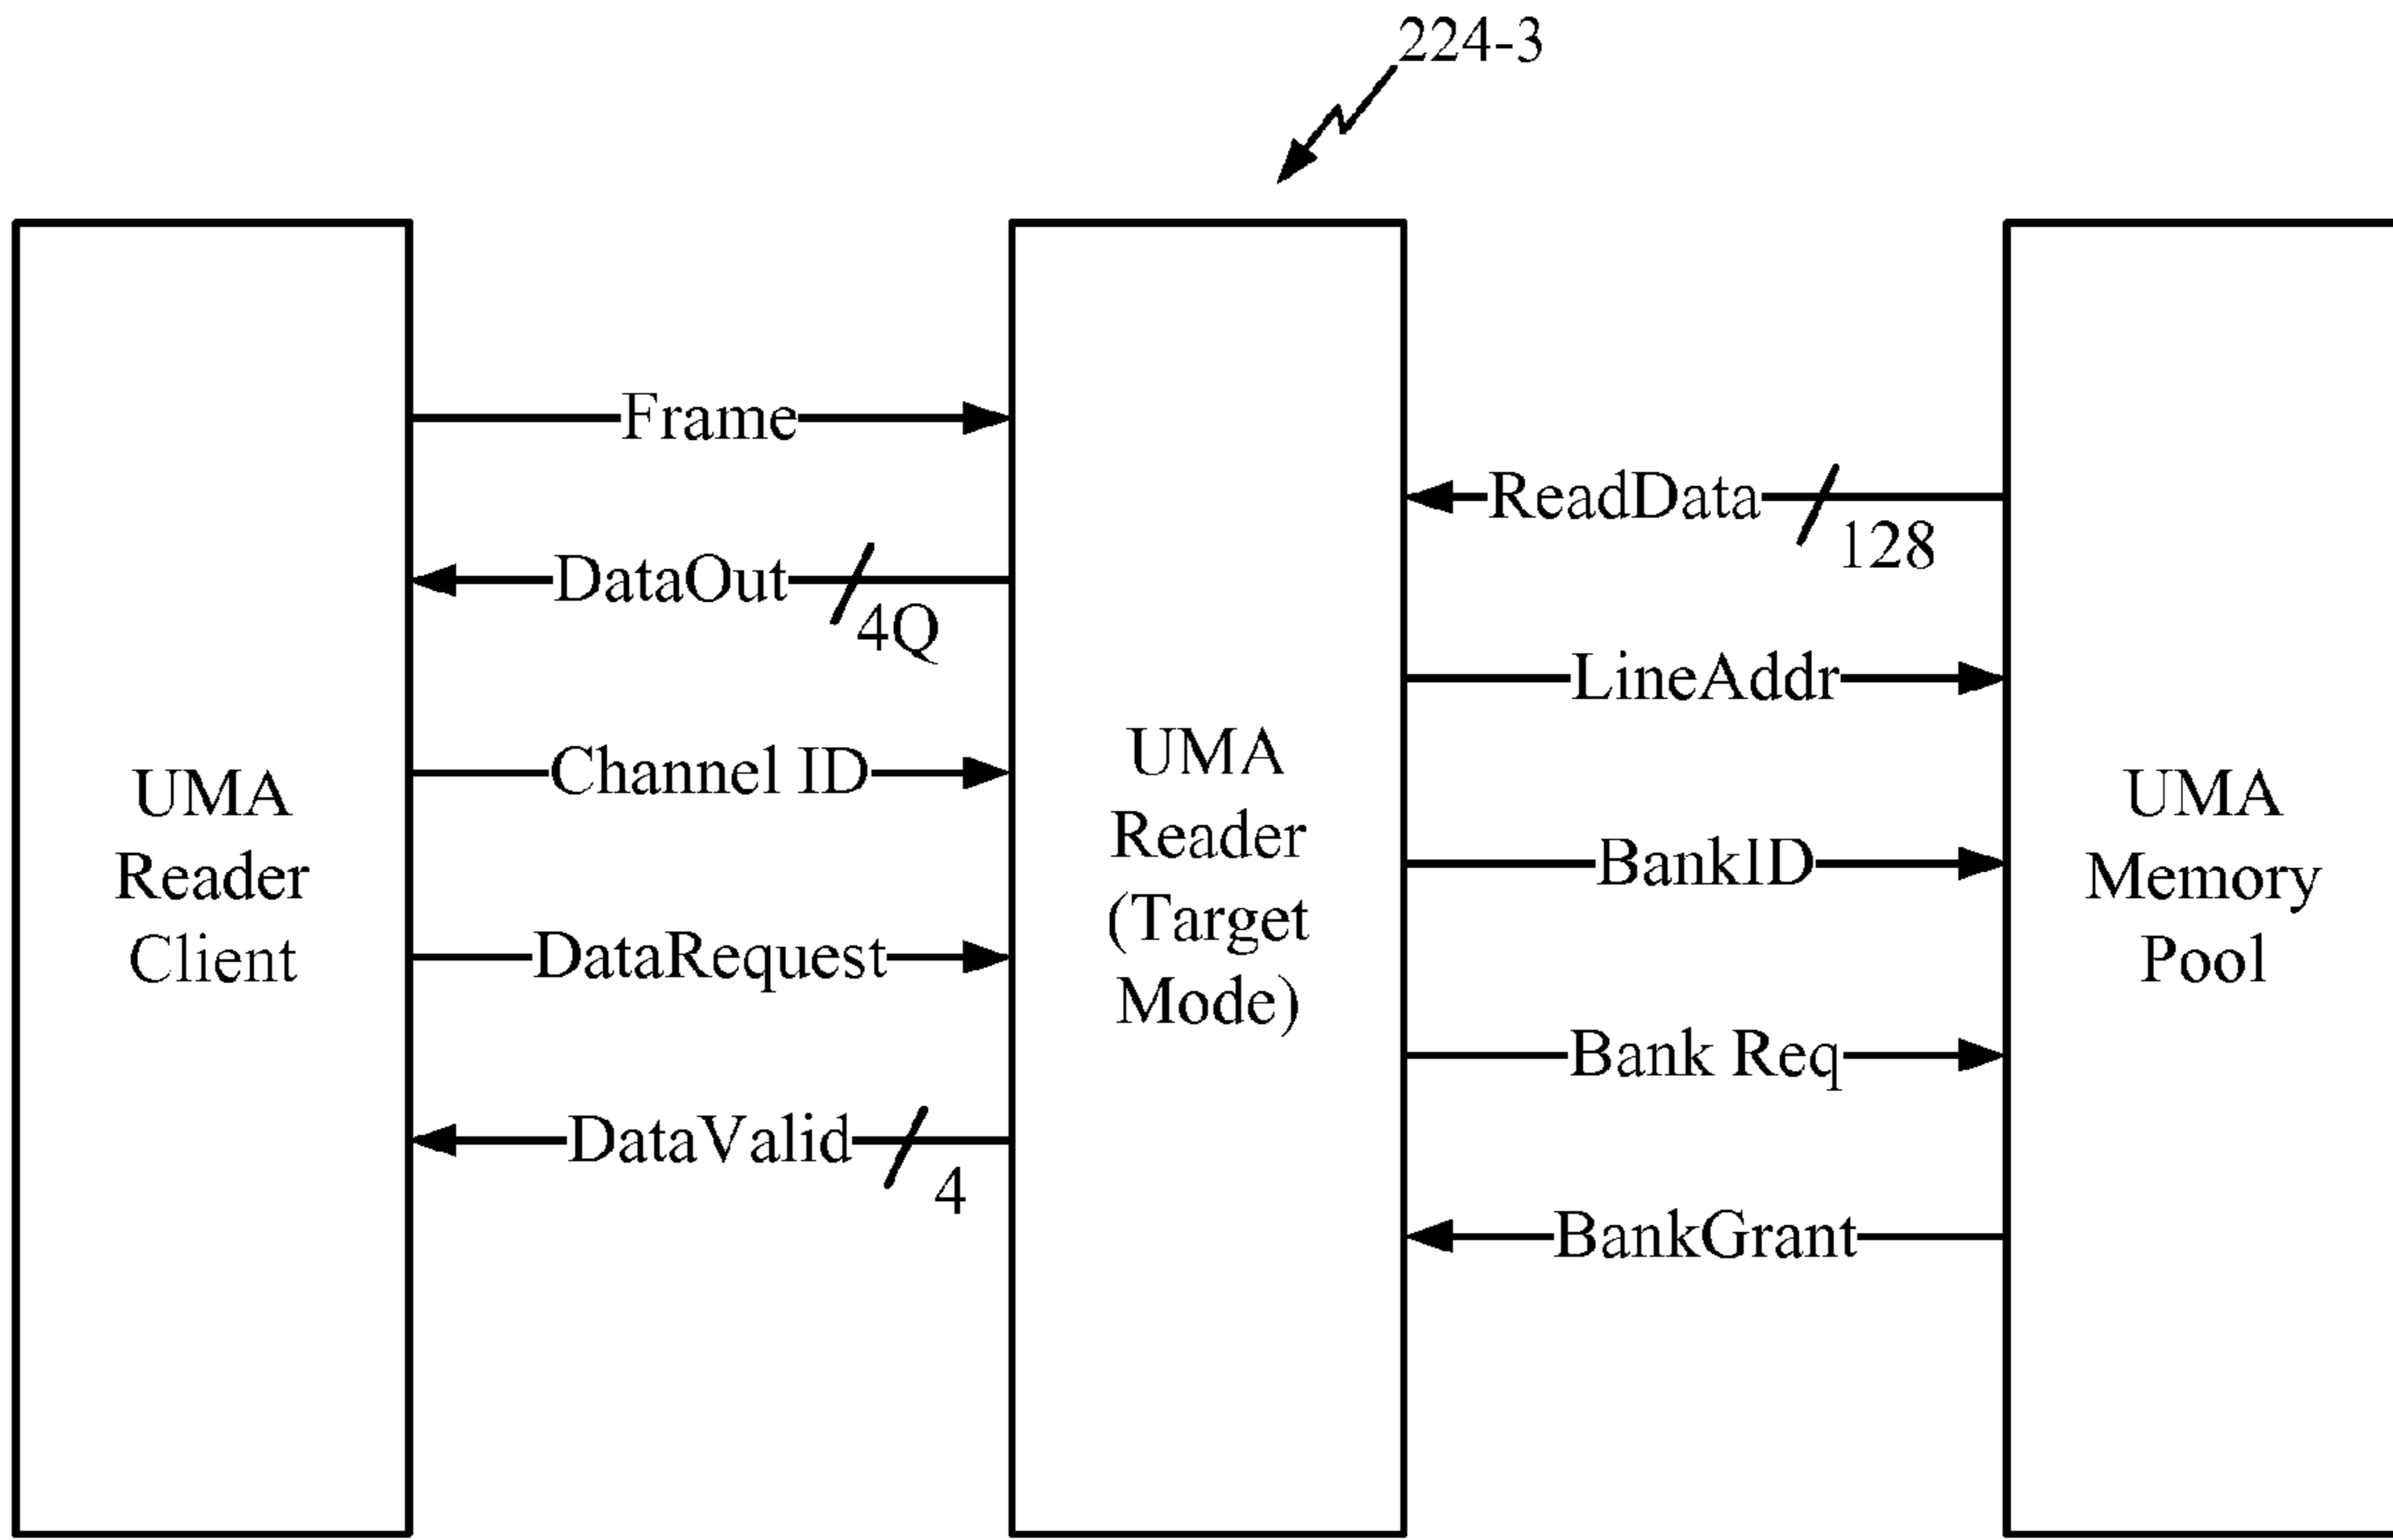 224-3
UMA
Reader
Client
Frame
DataOut
4Q
Channel ID
DataRequest
DataValid
4
UMA
Reader
(Target
Mode)
ReadData
128
LineAddr
BankID
Bank Req
BankGrant
UMA
Memory
Pool